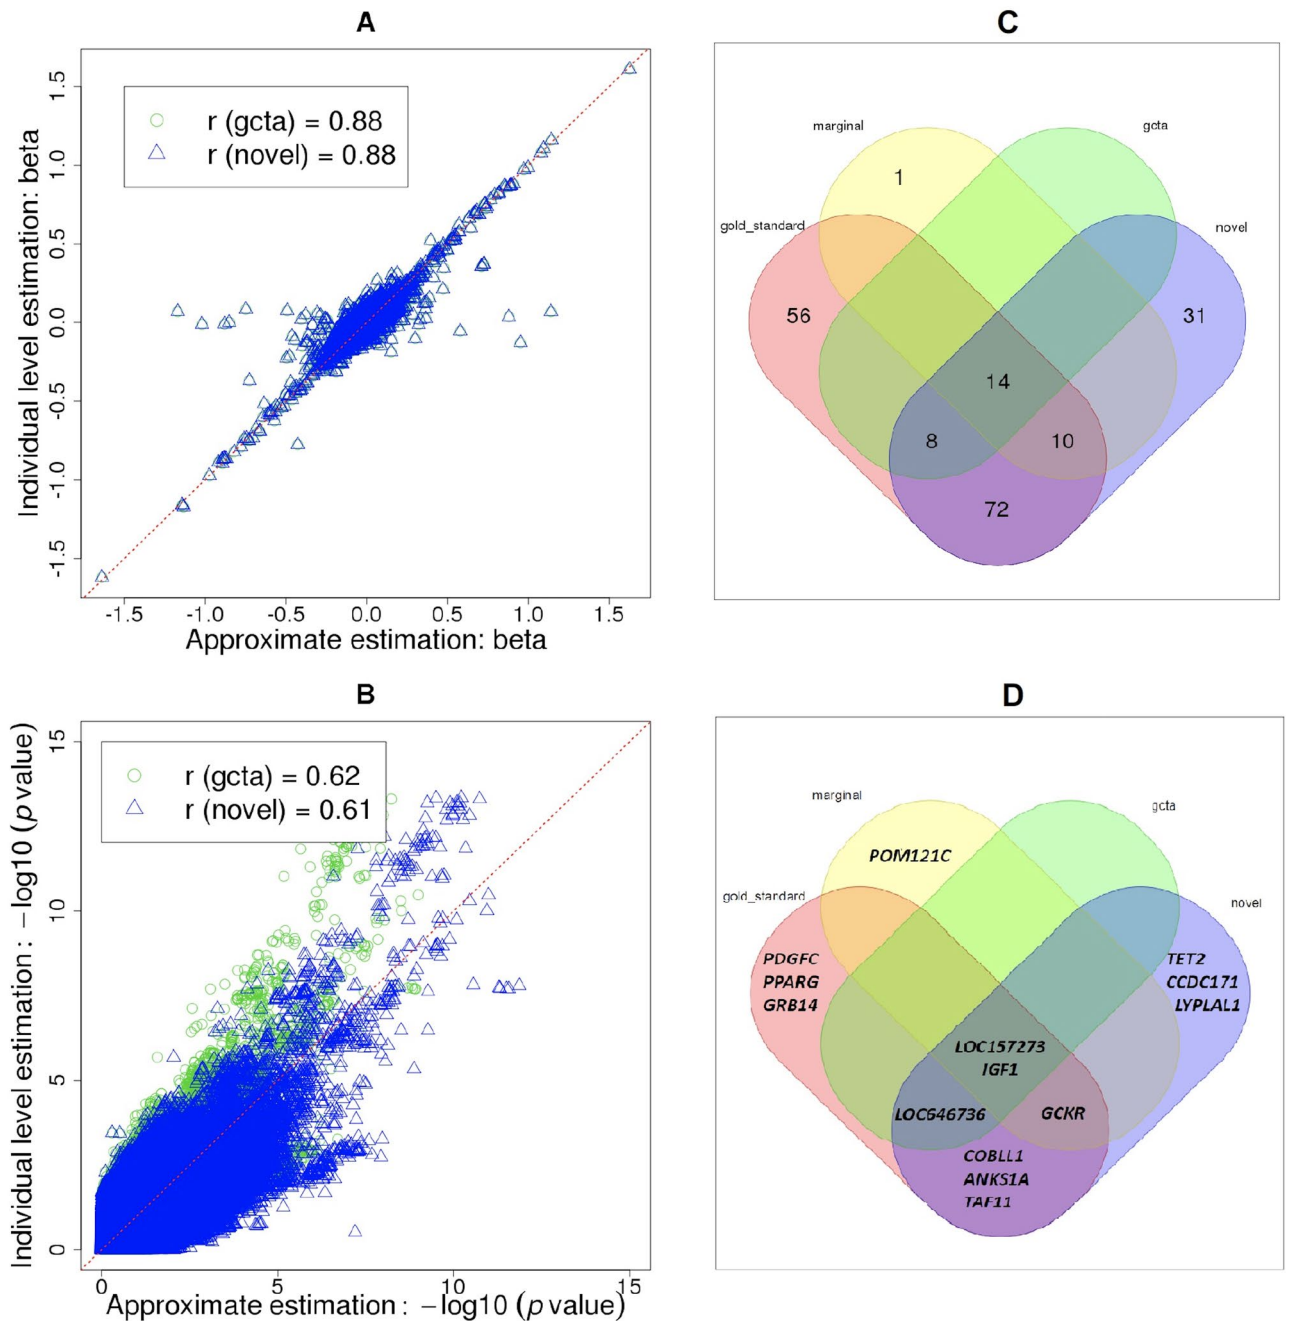 A
r (gcta) = 0.88
r (novel) = 0.88
Individual level estimation: beta
1.5
1.0
0.5
0.0
-0.5
-1.0
-1.5
-1.5 -1.0 -0.5 0.0 0.5 1.0 1.5
Approximate estimation: beta
C
marginal
gcta
gold_standard
novel
1
56
31
14
8
10
72
B
r (gcta) = 0.62
r (novel) = 0.61
Individual level estimation : −log10 (p value)
15
10
5
0
0 5 10 15
Approximate estimation : −log10 (p value)
D
marginal
gcta
gold_standard
novel
POM121C
PDGFC
PPARG
GRB14
TET2
CCDC171
LYPLAL1
LOC157273
IGF1
LOC646736
GCKR
COBLL1
ANKS1A
TAF11